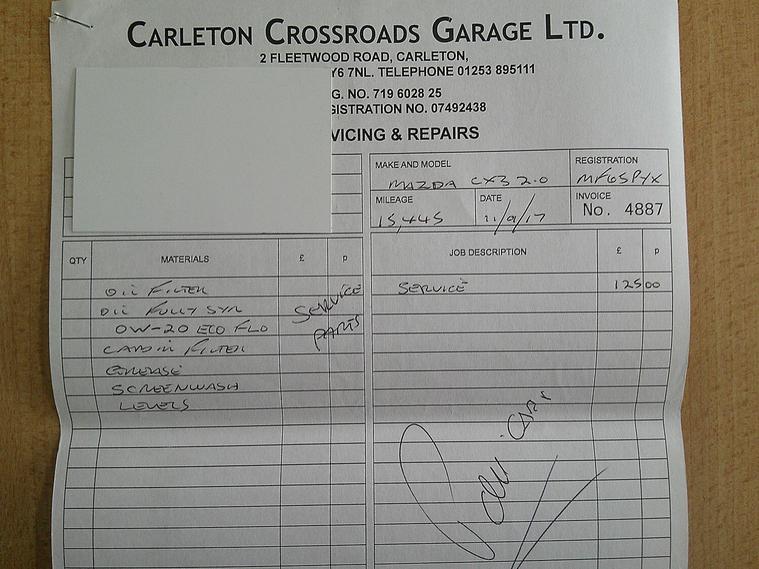 CARLETON CROSSROADS GARAGE LTD.
2 FLEETWOOD ROAD, CARLETON,
Y6 7NL. TELEPHONE 01253 895111
G. NO. 719 6028 25
ISTRATION NO. 07492438
VICING & REPAIRS
MAKE AND MODEL
MAZDA CX3 2.0
REGISTRATION
MF65PYX
MILEAGE
15,445
DATE
11/9/17
INVOICE
No. 4887
QTY MATERIALS £ p
OIL FILTER
OIL FULLY SYN
0W-20 ECO FLO
CABIN FILTER
GREASE
SCREENWASH
LEVELS
SERVICE
PARTS
JOB DESCRIPTION £ p
SERVICE 125 00